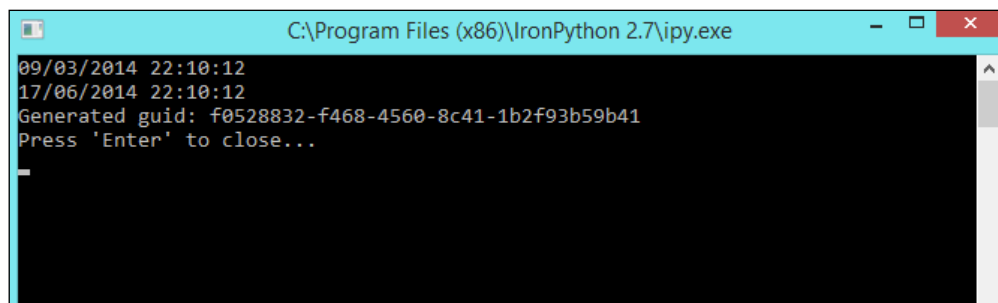 C:\Program Files (x86)\IronPython 2.7\ipy.exe
09/03/2014 22:10:12
17/06/2014 22:10:12
Generated guid: f0528832-f468-4560-8c41-1b2f93b59b41
Press 'Enter' to close...